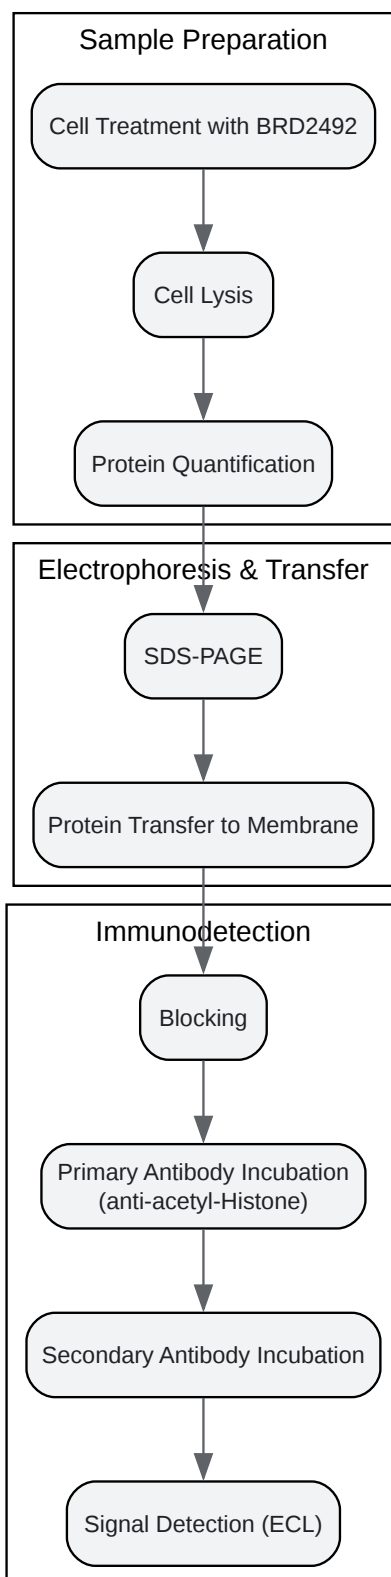 Sample Preparation
Cell Treatment with BRD2492
Cell Lysis
Protein Quantification
Electrophoresis & Transfer
SDS-PAGE
Protein Transfer to Membrane
Immunodetection
Blocking
Primary Antibody Incubation
(anti-acetyl-Histone)
Secondary Antibody Incubation
Signal Detection (ECL)